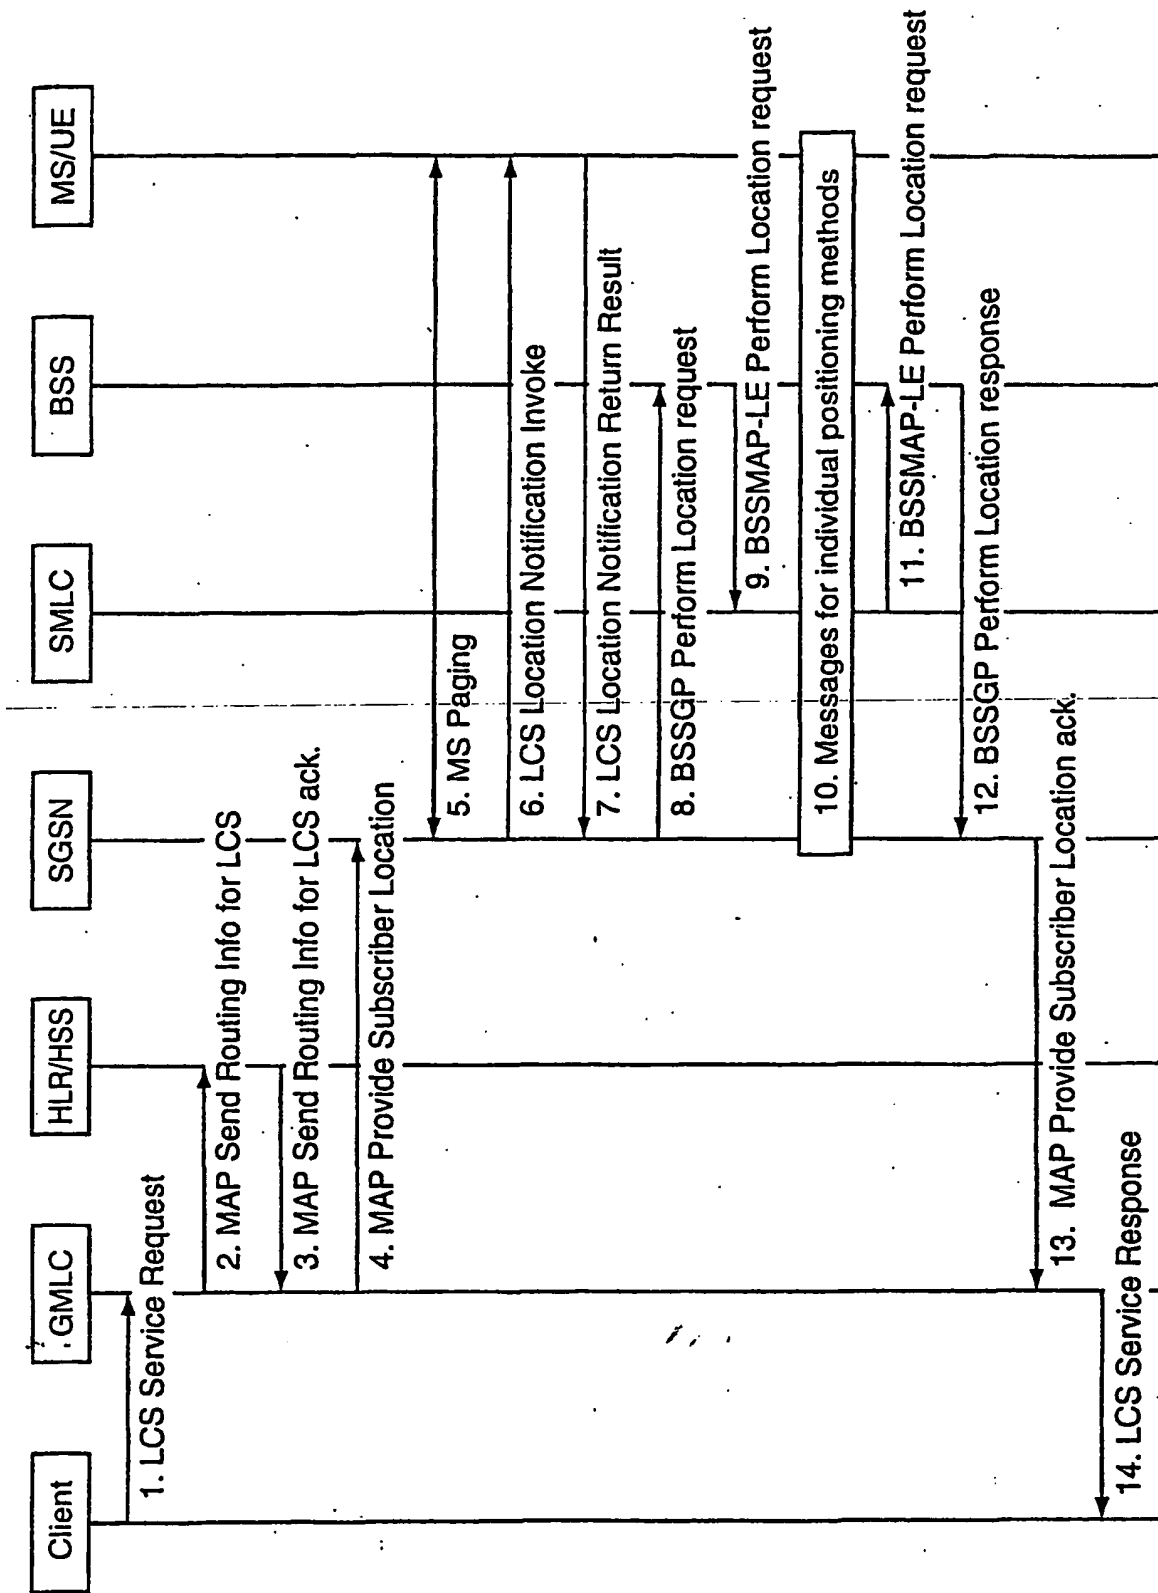 Client
GMLC
HLR/HSS
SGSN
SMLC
BSS
MS/UE
1. LCS Service Request
2. MAP Send Routing Info for LCS
3. MAP Send Routing Info for LCS ack.
4. MAP Provide Subscriber Location
5. MS Paging
6. LCS Location Notification Invoke
7. LCS Location Notification Return Result
8. BSSGP Perform Location request
9. BSSMAP-LE Perform Location request
10. Messages for individual positioning methods
11. BSSMAP-LE Perform Location request
12. BSSGP Perform Location response
13. MAP Provide Subscriber Location ack.
14. LCS Service Response